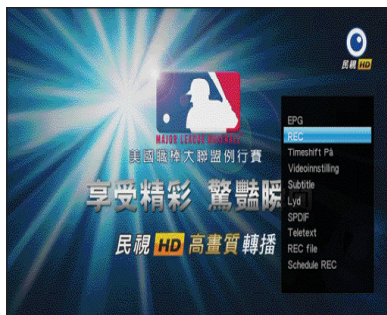 民視 HD
MAJOR LEAGUE BASEBALL
美國職棒大聯盟例行賽
享受精彩 驚豔瞬
民視 HD 高畫質轉播
EPG
REC
Timeshift På
Videoinnstilling
Subtitle
Lyd
SPDIF
Teletext
REC file
Schedule REC